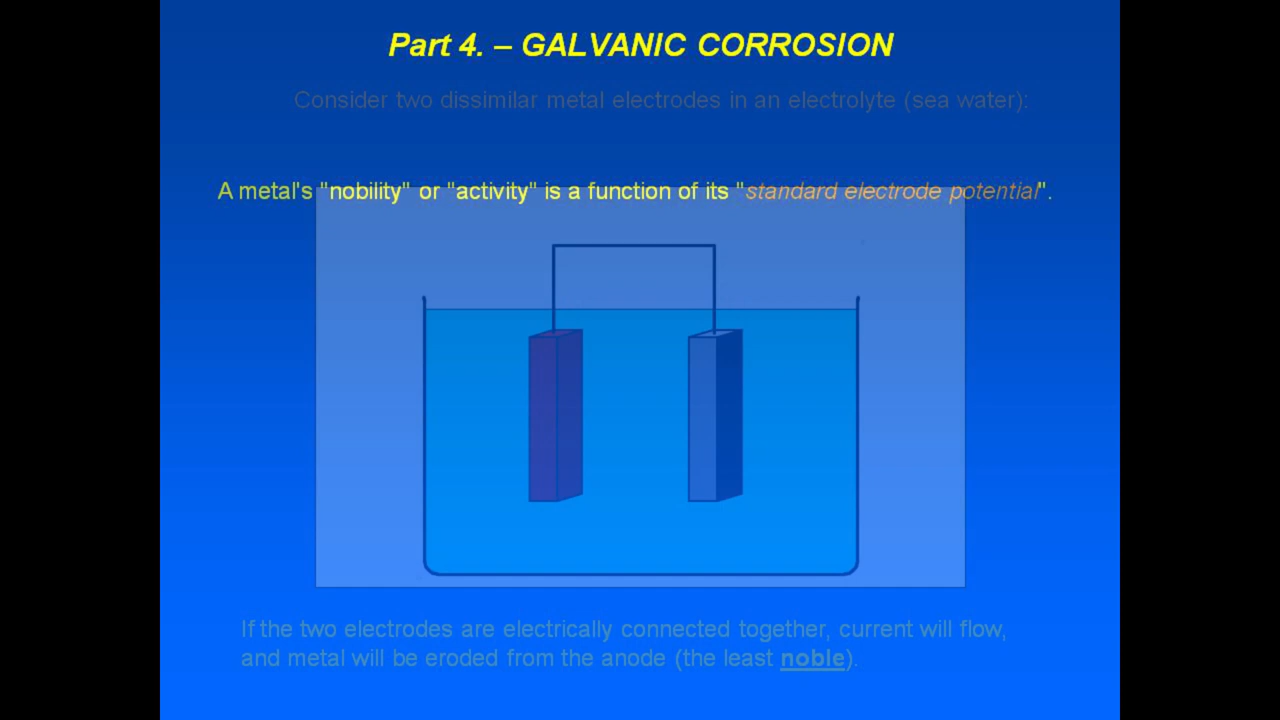 Part 4. – GALVANIC CORROSION
Consider two dissimilar metal electrodes in an electrolyte (sea water):
A metal's "nobility" or "activity" is a function of its "standard electrode potential".
If the two electrodes are electrically connected together, current will flow,
and metal will be eroded from the anode (the least noble).